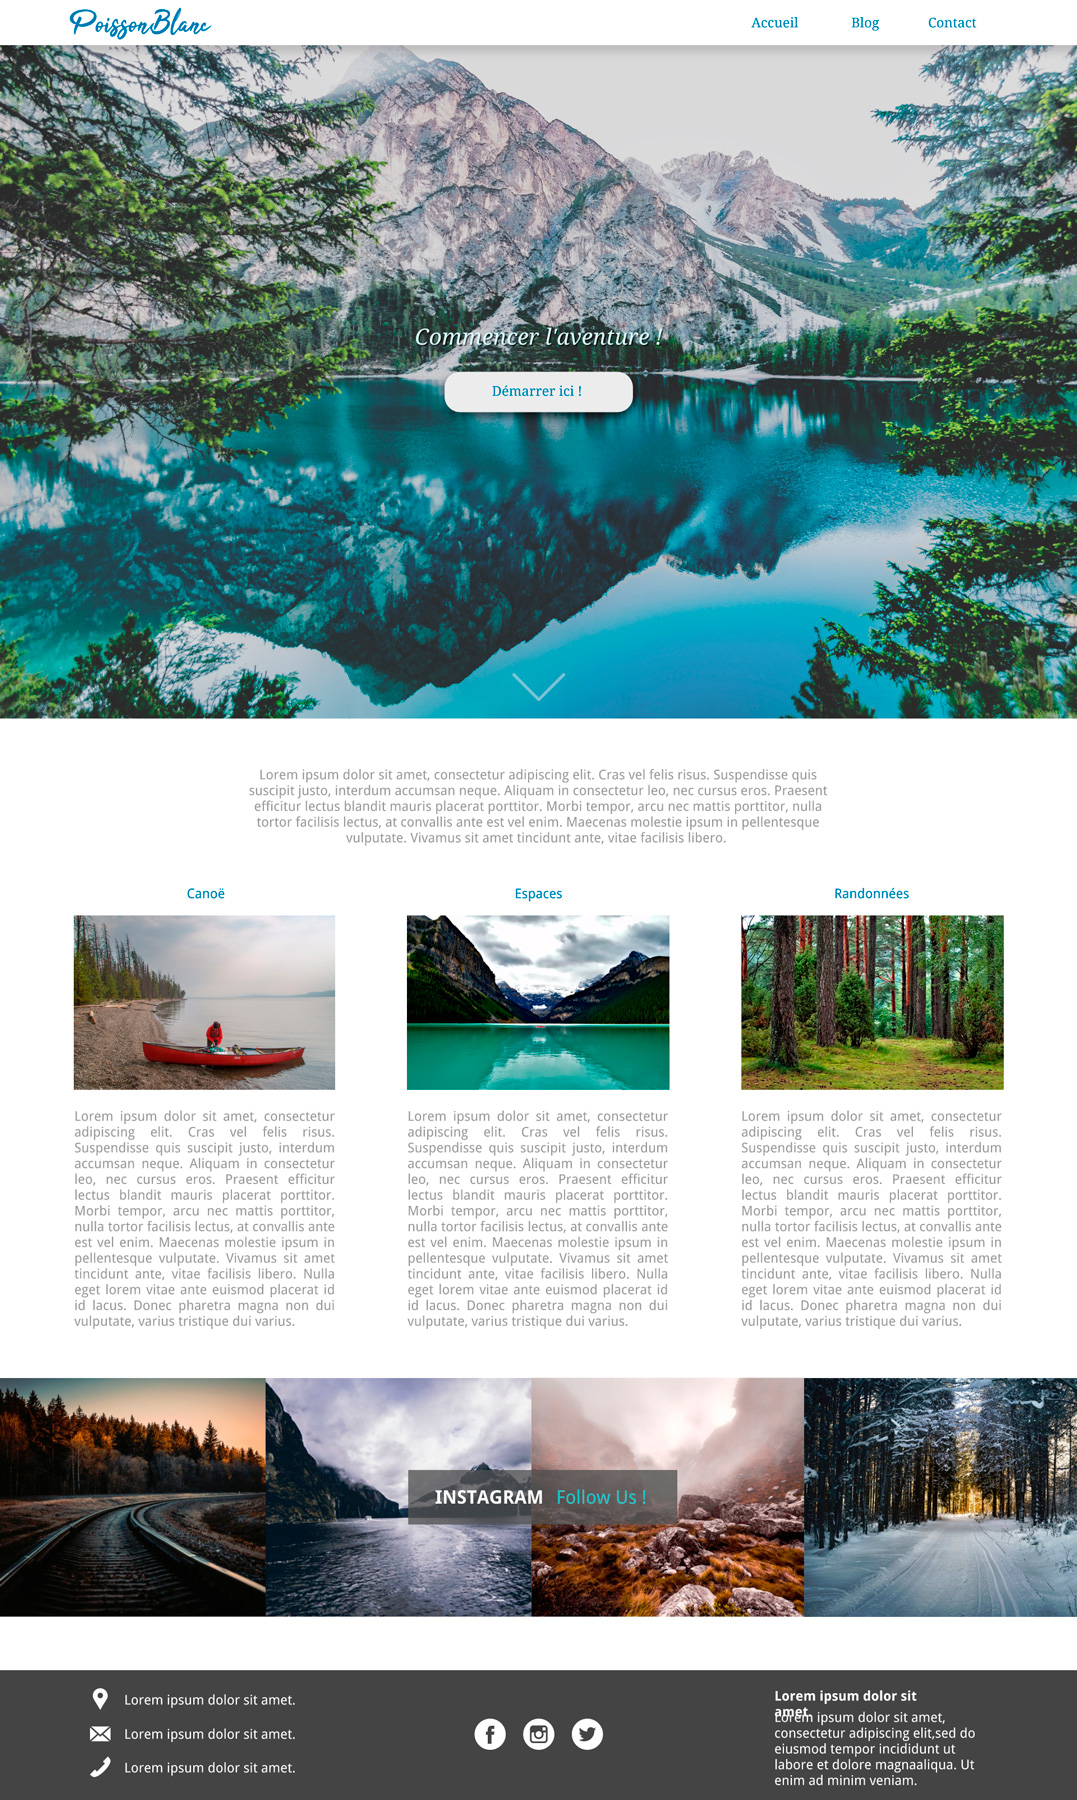 PoissonBlanc
Accueil
Blog
Contact
Commencer l'aventure !
Démarrer ici !
Lorem ipsum dolor sit amet, consectetur adipiscing elit. Cras vel felis risus. Suspendisse quis
suscipit justo, interdum accumsan neque. Aliquam in consectetur leo, nec cursus eros. Praesent
efficitur lectus blandit mauris placerat porttitor. Morbi tempor, arcu nec mattis porttitor, nulla
tortor facilisis lectus, at convallis ante est vel enim. Maecenas molestie ipsum in pellentesque
vulputate. Vivamus sit amet tincidunt ante, vitae facilisis libero.
Canoë
Lorem ipsum dolor sit amet, consectetur
adipiscing elit. Cras vel felis risus.
Suspendisse quis suscipit justo, interdum
accumsan neque. Aliquam in consectetur
leo, nec cursus eros. Praesent efficitur
lectus blandit mauris placerat porttitor.
Morbi tempor, arcu nec mattis porttitor,
nulla tortor facilisis lectus, at convallis ante
est vel enim. Maecenas molestie ipsum in
pellentesque vulputate. Vivamus sit amet
tincidunt ante, vitae facilisis libero. Nulla
eget lorem vitae ante euismod placerat id
id lacus. Donec pharetra magna non dui
vulputate, varius tristique dui varius.
Espaces
Lorem ipsum dolor sit amet, consectetur
adipiscing elit. Cras vel felis risus.
Suspendisse quis suscipit justo, interdum
accumsan neque. Aliquam in consectetur
leo, nec cursus eros. Praesent efficitur
lectus blandit mauris placerat porttitor.
Morbi tempor, arcu nec mattis porttitor,
nulla tortor facilisis lectus, at convallis ante
est vel enim. Maecenas molestie ipsum in
pellentesque vulputate. Vivamus sit amet
tincidunt ante, vitae facilisis libero. Nulla
eget lorem vitae ante euismod placerat id
id lacus. Donec pharetra magna non dui
vulputate, varius tristique dui varius.
Randonnées
Lorem ipsum dolor sit amet, consectetur
adipiscing elit. Cras vel felis risus.
Suspendisse quis suscipit justo, interdum
accumsan neque. Aliquam in consectetur
leo, nec cursus eros. Praesent efficitur
lectus blandit mauris placerat porttitor.
Morbi tempor, arcu nec mattis porttitor,
nulla tortor facilisis lectus, at convallis ante
est vel enim. Maecenas molestie ipsum in
pellentesque vulputate. Vivamus sit amet
tincidunt ante, vitae facilisis libero. Nulla
eget lorem vitae ante euismod placerat id
id lacus. Donec pharetra magna non dui
vulputate, varius tristique dui varius.
INSTAGRAM Follow Us !
Lorem ipsum dolor sit amet.
Lorem ipsum dolor sit amet.
Lorem ipsum dolor sit amet.
Lorem ipsum dolor sit
amet.
Lorem ipsum dolor sit amet,
consectetur adipiscing elit,sed do
eiusmod tempor incididunt ut
labore et dolore magnaaliqua. Ut
enim ad minim veniam.